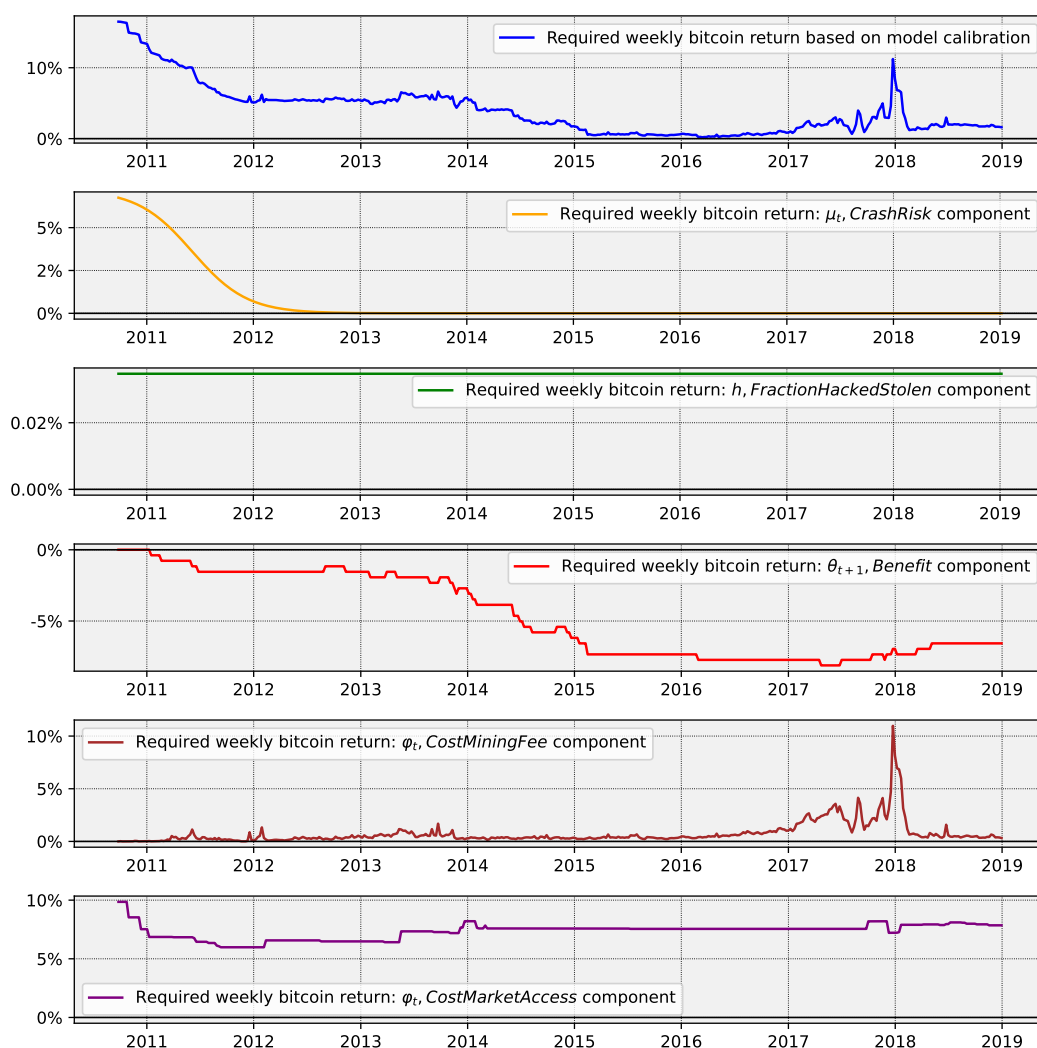 Required weekly bitcoin return based on model calibration
10%
0%
2011 2012 2013 2014 2015 2016 2017 2018 2019
Required weekly bitcoin return: μt, CrashRisk component
5%
2%
0%
2011 2012 2013 2014 2015 2016 2017 2018 2019
Required weekly bitcoin return: h, FractionHackedStolen component
0.02%
0.00%
2011 2012 2013 2014 2015 2016 2017 2018 2019
0%
Required weekly bitcoin return: θt+1, Benefit component
-5%
2011 2012 2013 2014 2015 2016 2017 2018 2019
10%
Required weekly bitcoin return: φt, CostMiningFee component
5%
0%
2011 2012 2013 2014 2015 2016 2017 2018 2019
10%
5%
Required weekly bitcoin return: φt, CostMarketAccess component
0%
2011 2012 2013 2014 2015 2016 2017 2018 2019